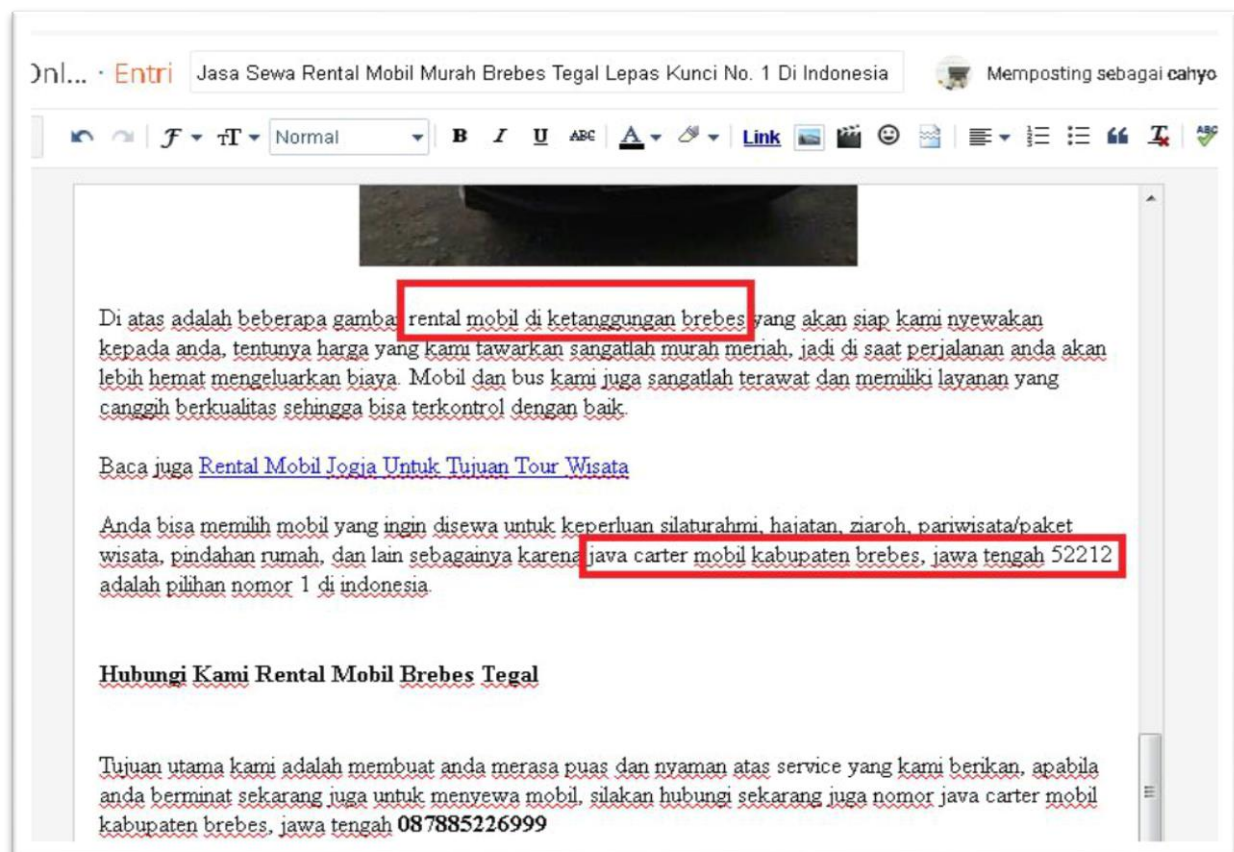 Onl... · Entri Jasa Sewa Rental Mobil Murah Brebes Tegal Lepas Kunci No. 1 Di Indonesia Memposting sebagai cahyo
Normal B I U ABC A Link ABC
Di atas adalah beberapa gambar rental mobil di ketanggungan brebes yang akan siap kami nyewakan
kepada anda, tentunya harga yang kami tawarkan sangatlah murah meriah, jadi di saat perjalanan anda akan
lebih hemat mengeluarkan biaya. Mobil dan bus kami juga sangatlah terawat dan memiliki layanan yang
canggih berkualitas sehingga bisa terkontrol dengan baik.
Baca juga Rental Mobil Jogja Untuk Tujuan Tour Wisata
Anda bisa memilih mobil yang ingin disewa untuk keperluan silaturahmi, hajatan, ziaroh, pariwisata/paket
wisata, pindahan rumah, dan lain sebagainya karena java carter mobil kabupaten brebes, jawa tengah 52212
adalah pilihan nomor 1 di indonesia.
Hubungi Kami Rental Mobil Brebes Tegal
Tujuan utama kami adalah membuat anda merasa puas dan nyaman atas service yang kami berikan, apabila
anda berminat sekarang juga untuk menyewa mobil, silakan hubungi sekarang juga nomor java carter mobil
kabupaten brebes, jawa tengah 087885226999